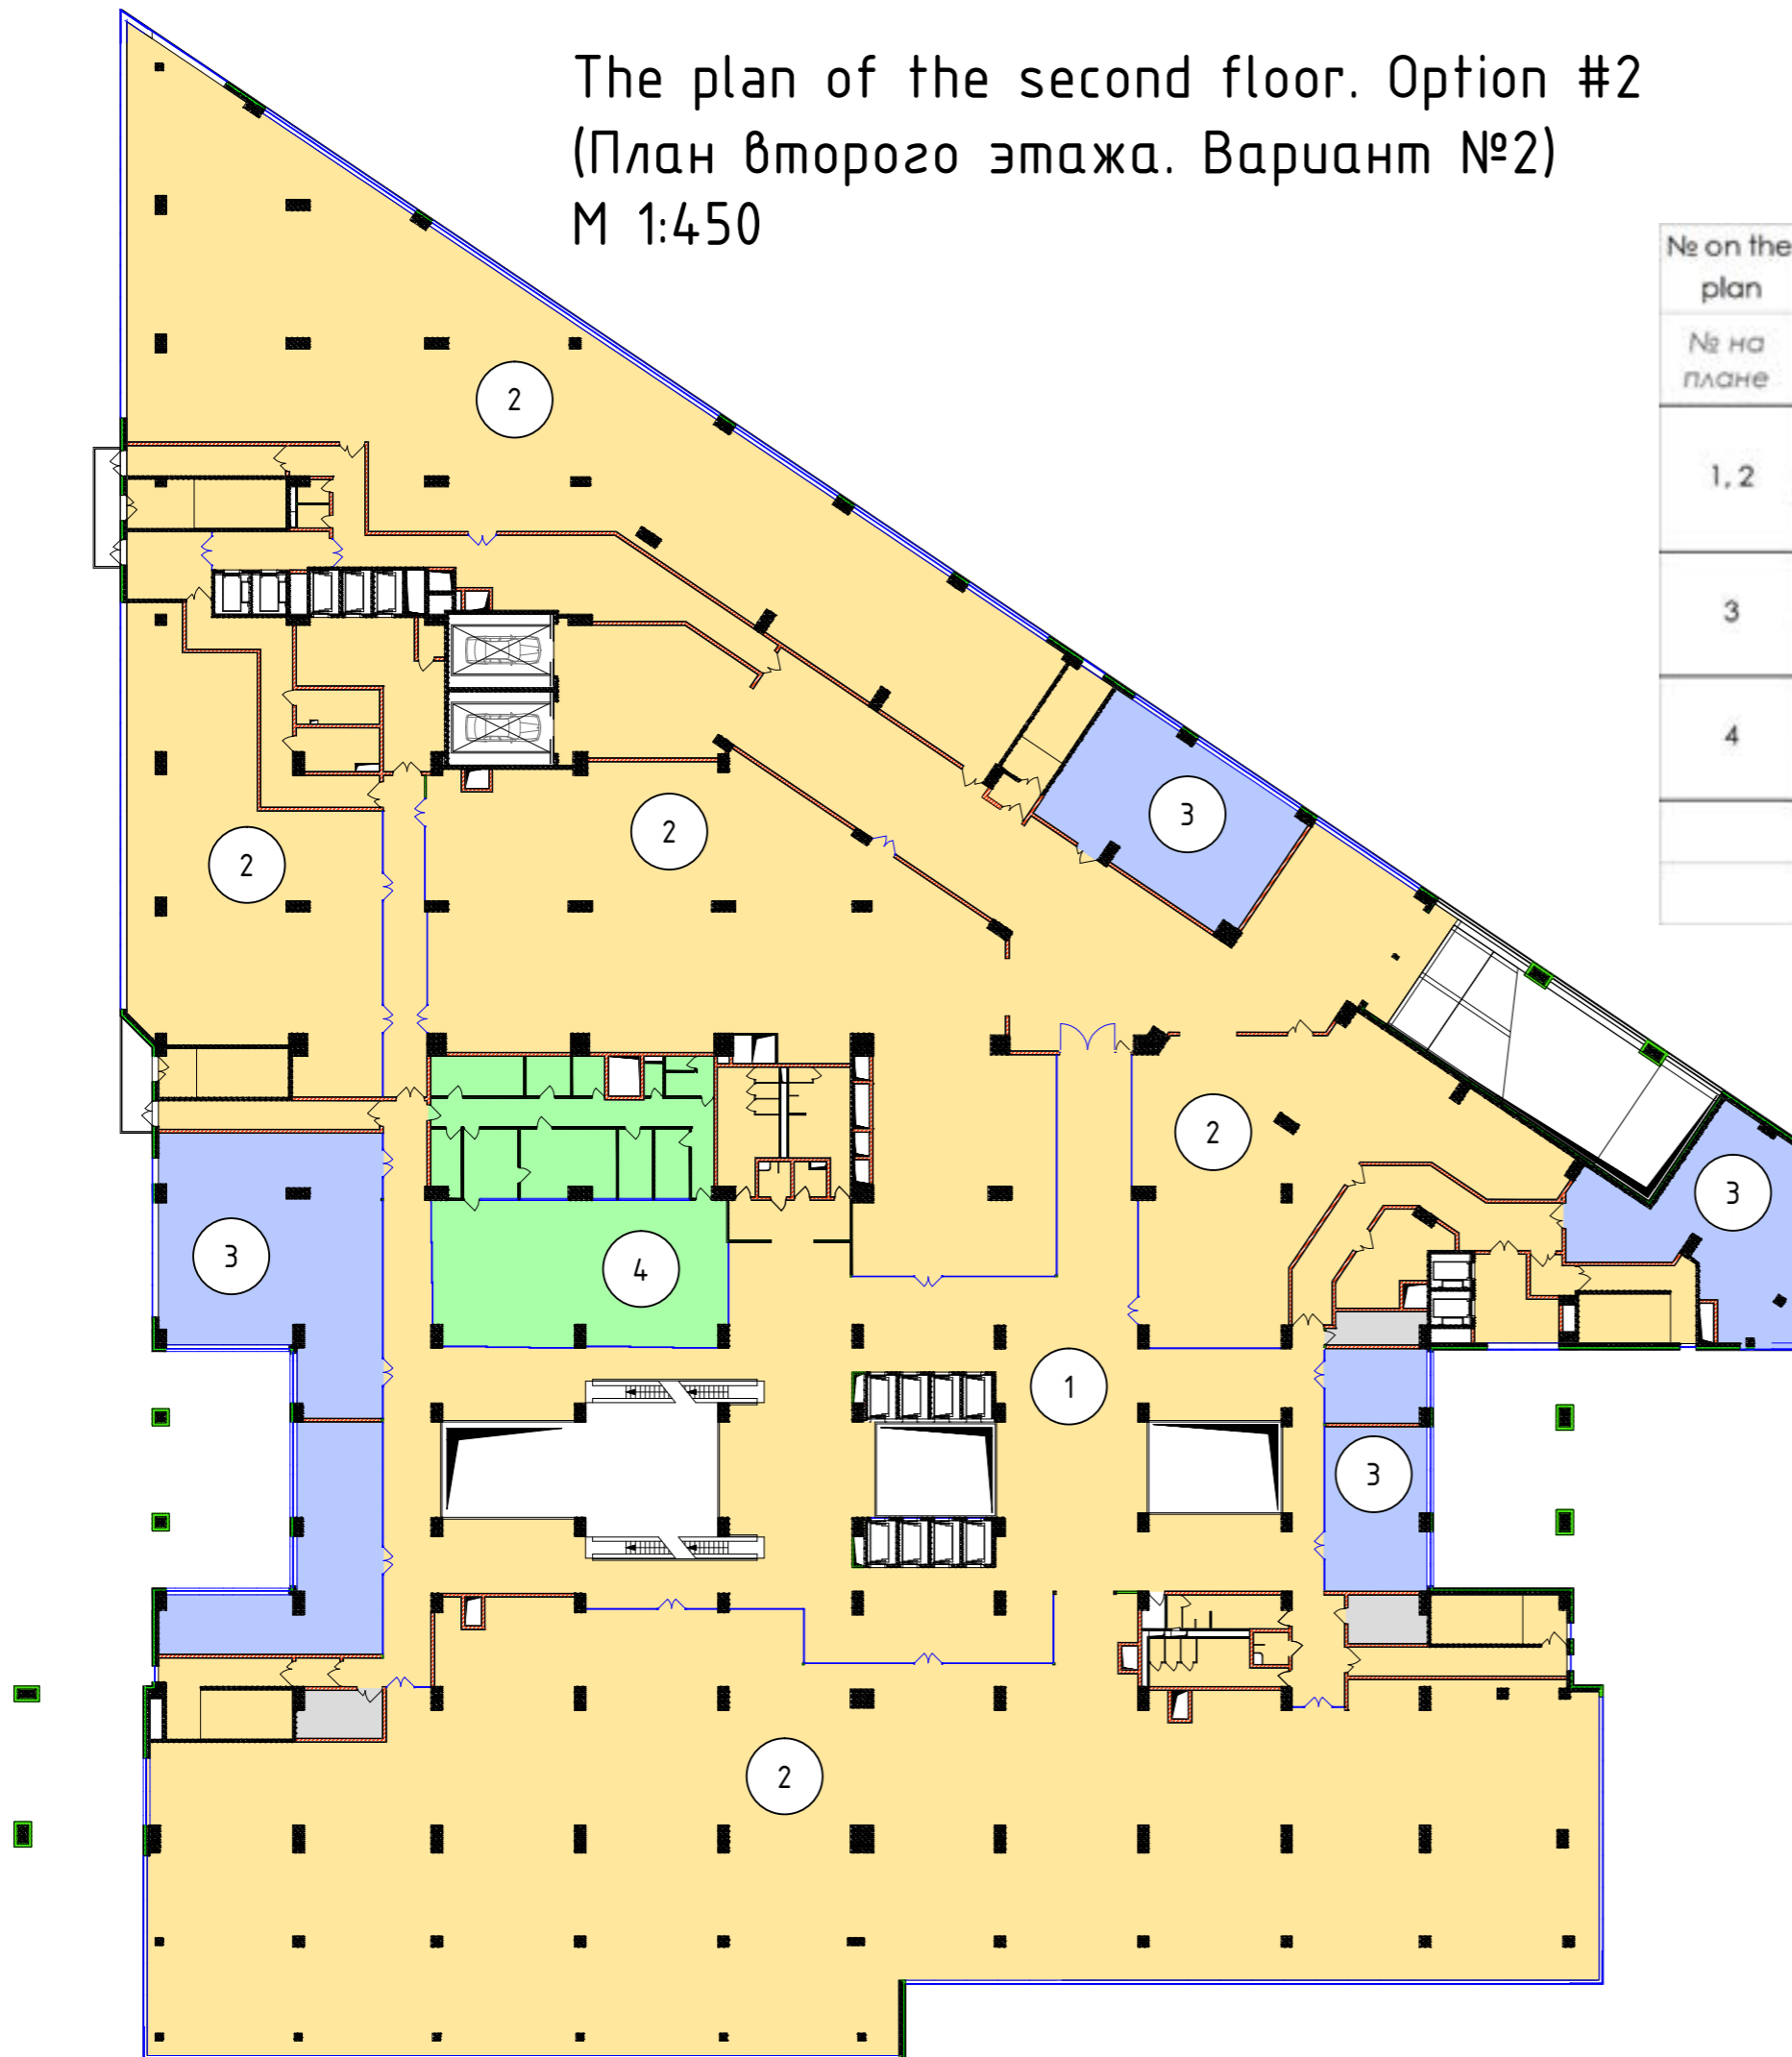 The plan of the second floor. Option #2
(План второго этажа. Вариант №2)
М 1:450
№ on the
plan
№ на
плане
1, 2
3
4
2
2
2
3
2
3
3
4
1
3
2